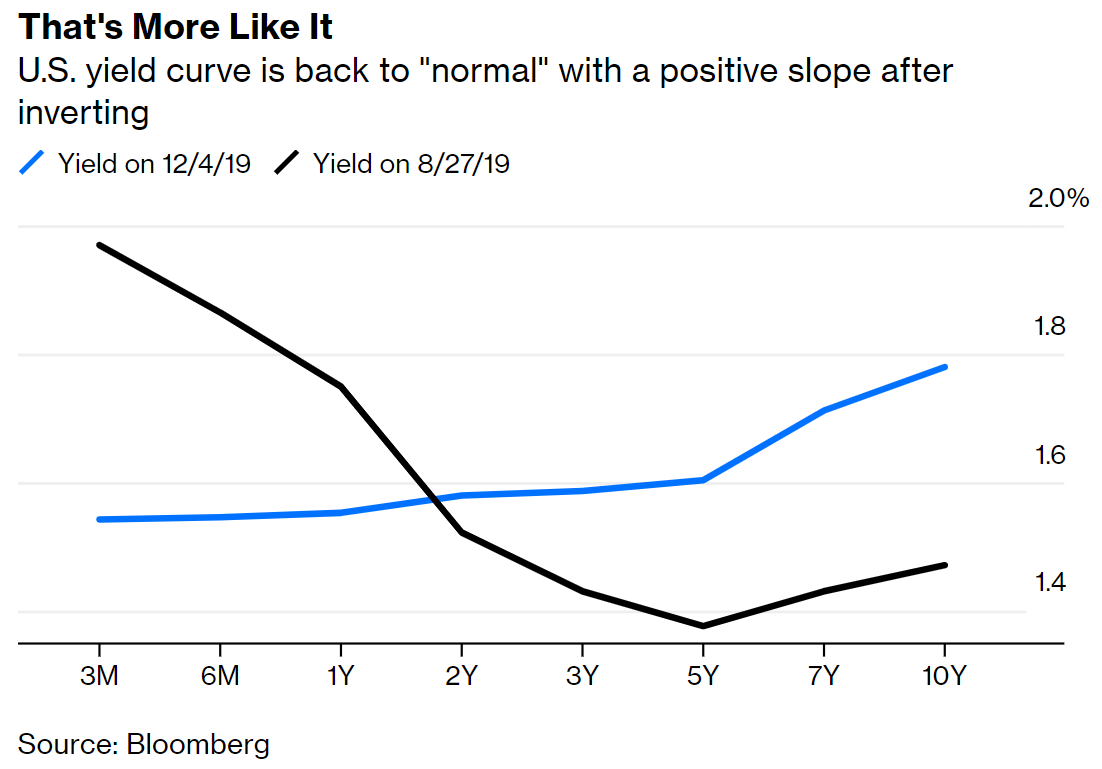 That's More Like It
U.S. yield curve is back to "normal" with a positive slope after
inverting
Yield on 12/4/19 Yield on 8/27/19
2.0%
1.8
1.6
1.4
3M 6M 1Y 2Y 3Y 5Y 7Y 10Y
Source: Bloomberg